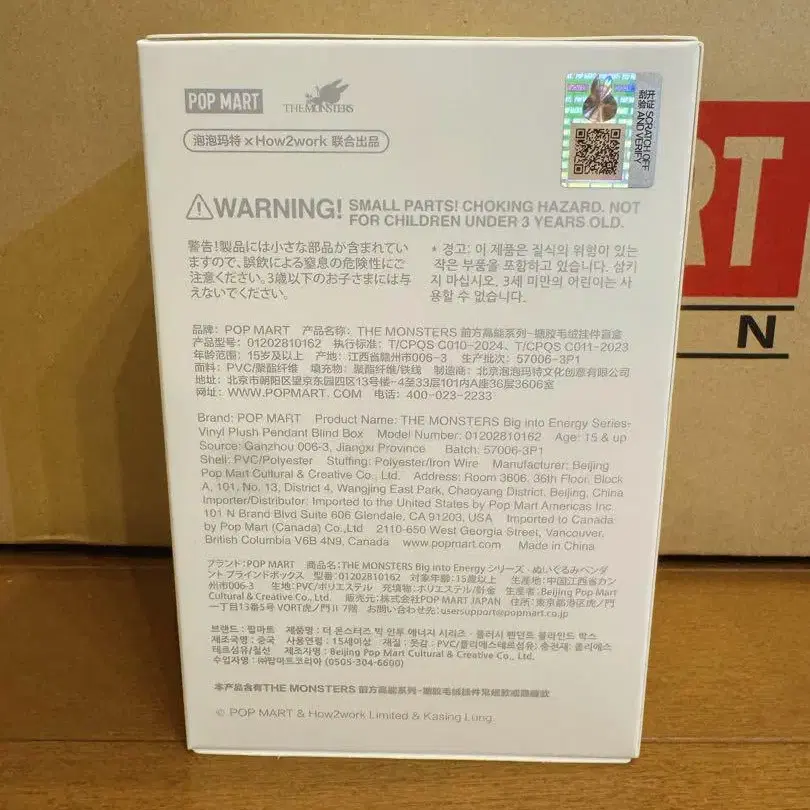 POP MART
THE MONSTERS
泡泡玛特 × How2work 联合出品
刮涂验证 SCRATCH OFF AND VERIFY
WARNING! SMALL PARTS! CHOKING HAZARD. NOT
FOR CHILDREN UNDER 3 YEARS OLD.
警告!製品には小さな部品が含まれてい
ますので、誤飲による窒息の危険性にご
注意ください。3歳以下のお子さまには与
えないでください。
* 경고: 이 제품은 질식의 위험이 있는
작은 부품을 포함하고 있습니다. 삼키
지 마십시오. 3세 미만의 어린이는 사
용할 수 없습니다.
品牌: POP MART 产品名称: THE MONSTERS 前方高能系列-搪胶毛绒挂件盲盒
产品型号: 01202810162 执行标准: T/CPQS C010-2024、T/CPQS C011-2023
年龄范围: 15岁及以上 产地: 江西省赣州市006-3 生产批次: 57006-3P1
面料: PVC/聚酯纤维 填充物: 聚酯纤维/铁线 制造商: 北京泡泡玛特文化创意有限公司
地址: 北京市朝阳区望京东园四区13号楼-4至33层101内A座36层3606室
网址: WWW.POPMART.COM 电话: 400-023-2233
Brand: POP MART Product Name: THE MONSTERS Big into Energy Series-
Vinyl Plush Pendant Blind Box Model Number: 01202810162 Age: 15 & up
Source: Ganzhou 006-3, Jiangxi Province Batch: 57006-3P1
Shell: PVC/Polyester Stuffing: Polyester/Iron Wire Manufacturer: Beijing
Pop Mart Cultural & Creative Co., Ltd. Address: Room 3606, 36th Floor, Block
A, 101, No. 13, District 4, Wangjing East Park, Chaoyang District, Beijing, China
Importer/Distributor: Imported to the United States by Pop Mart Americas Inc.
101 N Brand Blvd Suite 606 Glendale, CA 91203, USA Imported to Canada
by Pop Mart (Canada) Co.,Ltd 2110-650 West Georgia Street, Vancouver,
British Columbia V6B 4N9, Canada www.popmart.com Made in China
ブランド: POP MART 商品名: THE MONSTERS Big into Energy シリーズ - ぬいぐるみペンダ
ント ブラインドボックス 型番: 01202810162 対象年齢: 15歳以上 生産地: 中国江西省カン
州市006-3 生地: PVC/ポリエステル 充填物: ポリエステル/針金 生産者: Beijing Pop Mart
Cultural & Creative Co., Ltd. 販売元: 株式会社POP MART JAPAN 住所: 東京都港区虎ノ門
一丁目13番5号 VORT虎ノ門II 7階 お問い合わせ先: usersupport@popmart.co.jp
브랜드: 팝마트 제품명: 더 몬스터즈 빅 인투 에너지 시리즈 - 플러시 펜던트 블라인드 박스
제조국명: 중국 사용연령: 15세이상 재질: 겉감: PVC/폴리에스테르섬유; 충전재: 폴리에스
테르섬유/철선 제조자명: Beijing Pop Mart Cultural & Creative Co., Ltd.
수입자명: ㈜팝마트코리아 (0505-304-6600)
本产品含有THE MONSTERS 前方高能系列-搪胶毛绒挂件常规款或隐藏款
© POP MART & How2work Limited & Kasing Lung.
RT
N